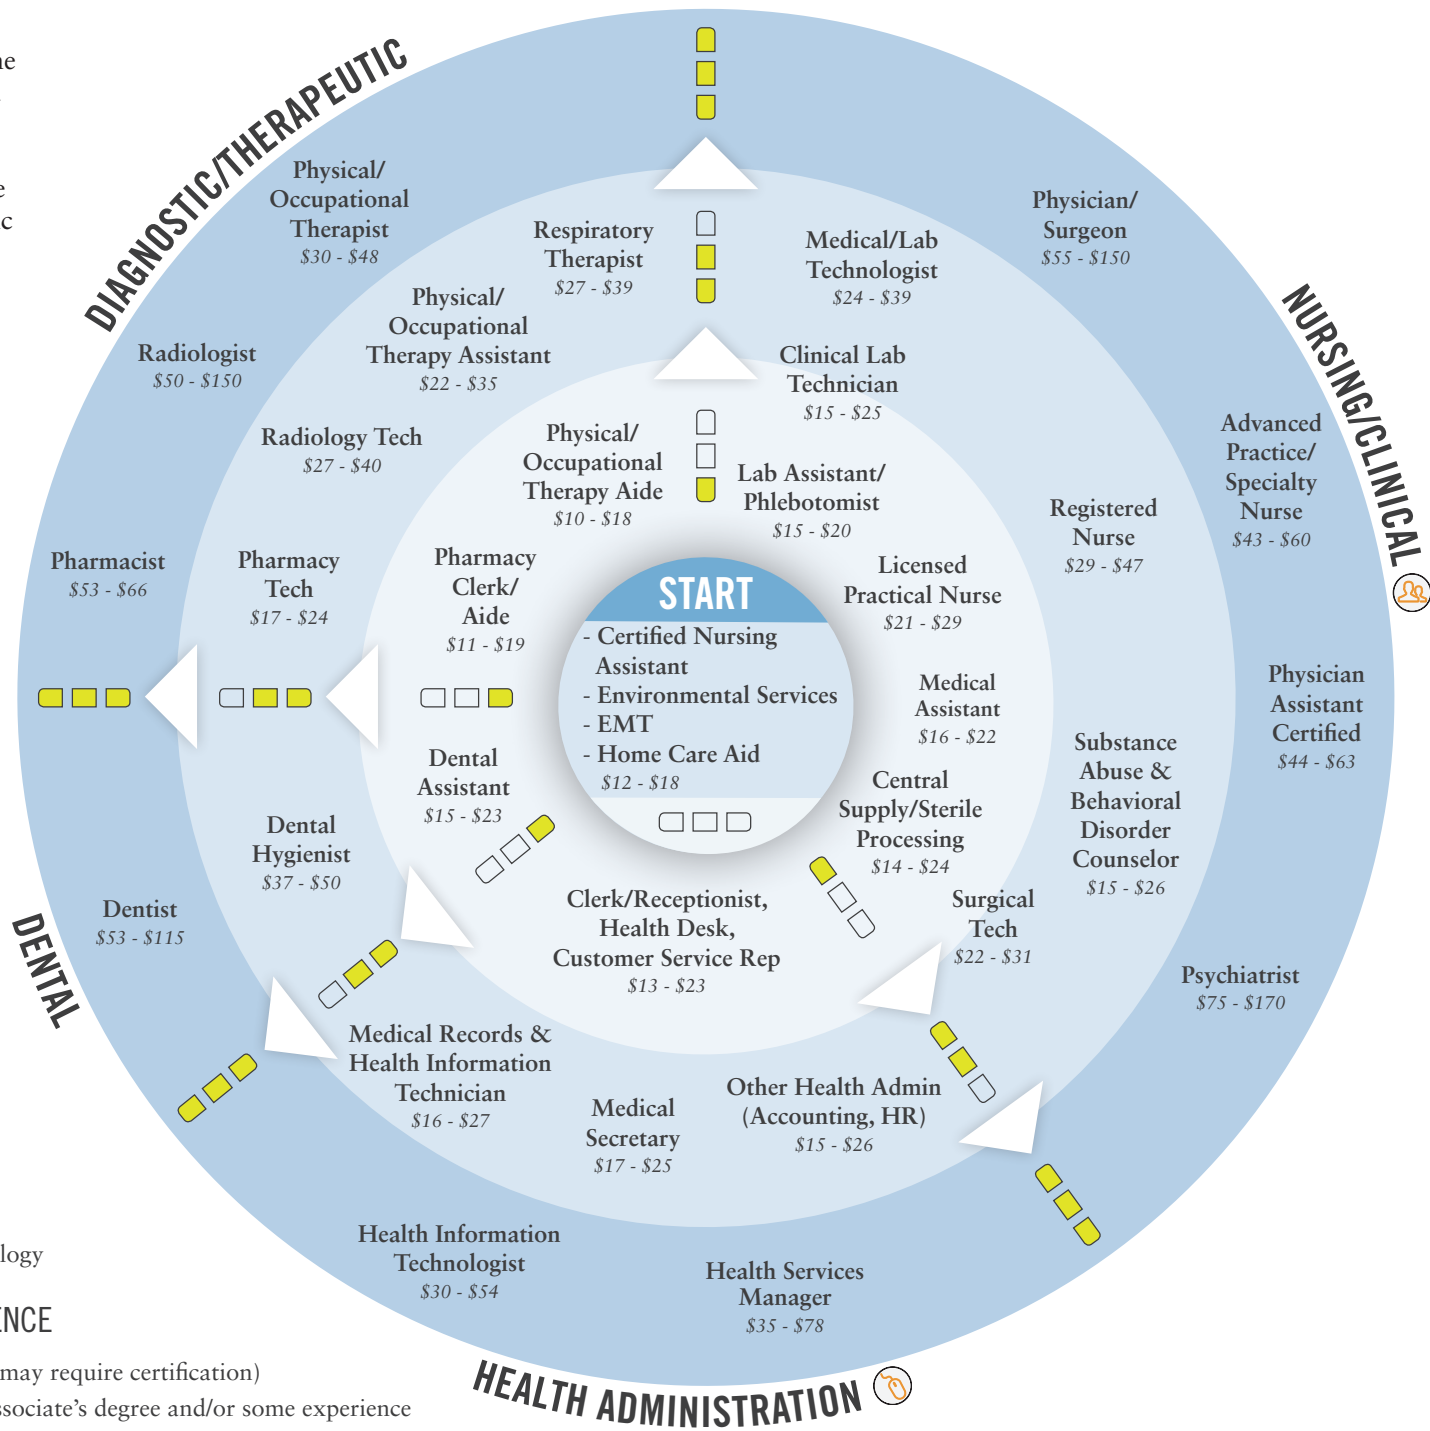 DIAGNOSTIC/THERAPEUTIC
Physical/
Occupational
Therapist
$30 - $48
Radiologist
$50 - $150
Pharmacist
$53 - $66
Respiratory
Therapist
$27 - $39
Physical/
Occupational
Therapy Assistant
$22 - $35
Radiology Tech
$27 - $40
Pharmacy
Tech
$17 - $24
Physical/
Occupational
Therapy Aide
$10 - $18
Pharmacy
Clerk/
Aide
$11 - $19
NURSING/CLINICAL
Physician/
Surgeon
$55 - $150
Medical/Lab
Technologist
$24 - $39
Clinical Lab
Technician
$15 - $25
Lab Assistant/
Phlebotomist
$15 - $20
Advanced
Practice/
Specialty
Nurse
$43 - $60
Registered
Nurse
$29 - $47
Licensed
Practical Nurse
$21 - $29
Physician
Assistant
Certified
$44 - $63
Medical
Assistant
$16 - $22
Substance
Abuse &
Behavioral
Disorder
Counselor
$15 - $26
Central
Supply/Sterile
Processing
$14 - $24
Surgical
Tech
$22 - $31
Psychiatrist
$75 - $170
START
- Certified Nursing
Assistant
- Environmental Services
- EMT
- Home Care Aid
$12 - $18
DENTAL
Dental
Assistant
$15 - $23
Dental
Hygienist
$37 - $50
Dentist
$53 - $115
Clerk/Receptionist,
Health Desk,
Customer Service Rep
$13 - $23
Medical Records &
Health Information
Technician
$16 - $27
Medical
Secretary
$17 - $25
Other Health Admin
(Accounting, HR)
$15 - $26
Health Information
Technologist
$30 - $54
Health Services
Manager
$35 - $78
HEALTH ADMINISTRATION
may require certification)
degree and/or some experience